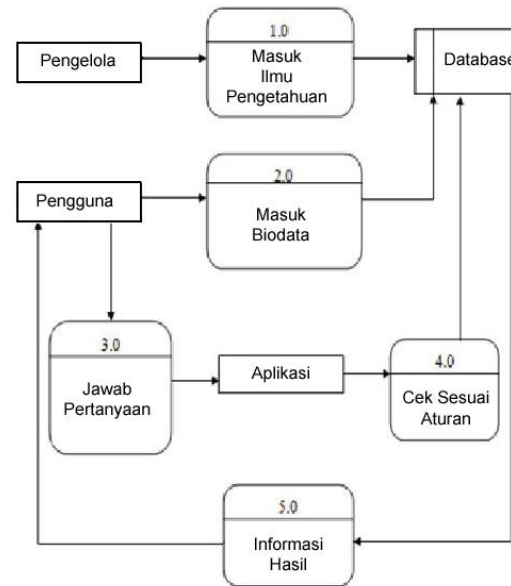 1.0
Pengelola
Masuk
Ilmu
Pengetahuan
Database
2.0
Pengguna
Masuk
Biodata
3.0
Jawab
Pertanyaan
Aplikasi
4.0
Cek Sesuai
Aturan
5.0
Informasi
Hasil